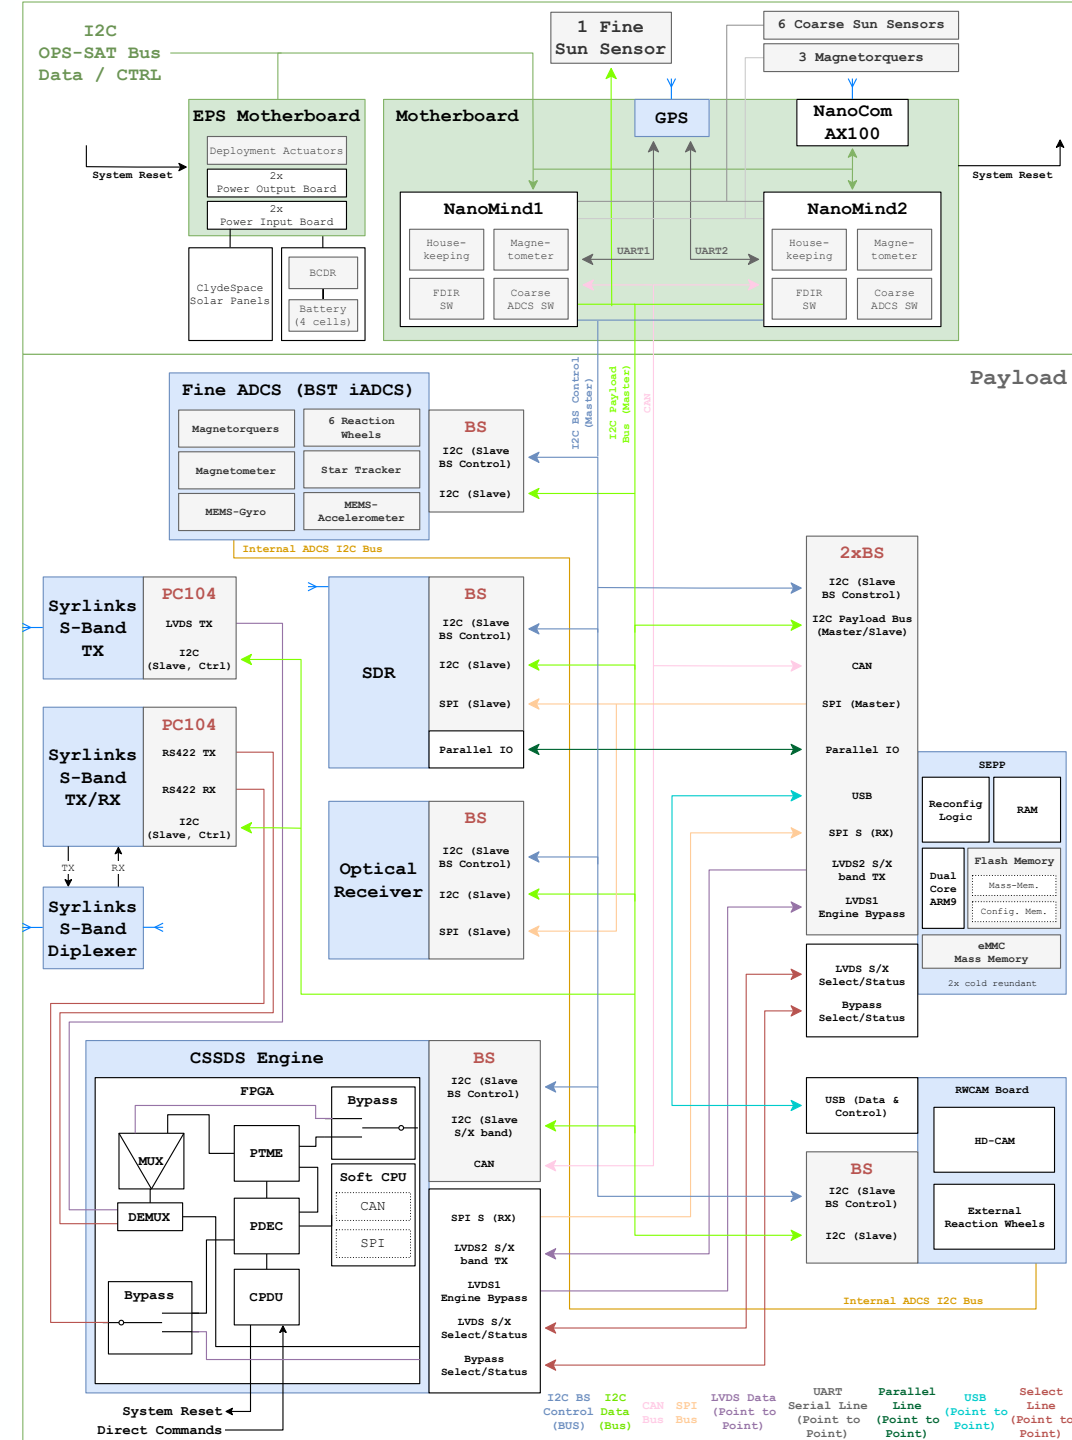 I2C
OPS-SAT Bus
Data / CTRL
1 Fine
Sun Sensor
6 Coarse Sun Sensors
3 Magnetorquers
EPS Motherboard
Deployment Actuators
2x
Power Output Board
2x
Power Input Board
System Reset
ClydeSpace
Solar Panels
BCDR
Battery
(4 cells)
Motherboard
GPS
NanoCom
AX100
System Reset
NanoMind1
House-
keeping
Magne-
tometer
FDIR
SW
Coarse
ADCS SW
UART1
UART2
NanoMind2
House-
keeping
Magne-
tometer
FDIR
SW
Coarse
ADCS SW
I2C BS Control
(Master)
I2C Payload
Bus (Master)
CAN
Payload
Fine ADCS (BST iADCS)
Magnetorquers
6 Reaction
Wheels
Magnetometer
Star Tracker
MEMS-Gyro
MEMS-
Accelerometer
BS
I2C (Slave
BS Control)
I2C (Slave)
Internal ADCS I2C Bus
Syrlinks
S-Band
TX
PC104
LVDS TX
I2C
(Slave, Ctrl)
Syrlinks
S-Band
TX/RX
PC104
RS422 TX
RS422 RX
I2C
(Slave, Ctrl)
TX
RX
Syrlinks
S-Band
Diplexer
SDR
BS
I2C (Slave
BS Control)
I2C (Slave)
SPI (Slave)
Parallel IO
Optical
Receiver
BS
I2C (Slave
BS Control)
I2C (Slave)
SPI (Slave)
2xBS
I2C (Slave
BS Constrol)
I2C Payload Bus
(Master/Slave)
CAN
SPI (Master)
Parallel IO
USB
SPI S (RX)
LVDS2 S/X
band TX
LVDS1
Engine Bypass
LVDS S/X
Select/Status
Bypass
Select/Status
SEPP
Reconfig
Logic
RAM
Dual
Core
ARM9
Flash Memory
Mass-Mem.
Config. Mem.
eMMC
Mass Memory
2x cold reundant
CSSDS Engine
FPGA
Bypass
MUX
PTME
DEMUX
PDEC
Soft CPU
CAN
SPI
Bypass
CPDU
BS
I2C (Slave
BS Control)
I2C (Slave
S/X band)
CAN
SPI S (RX)
LVDS2 S/X
band TX
LVDS1
Engine Bypass
LVDS S/X
Select/Status
Bypass
Select/Status
System Reset
Direct Commands
USB (Data &
Control)
BS
I2C (Slave
BS Control)
I2C (Slave)
RWCAM Board
HD-CAM
External
Reaction Wheels
Internal ADCS I2C Bus
I2C BS
Control
(BUS)
I2C
Data
(Bus)
CAN
Bus
SPI
Bus
LVDS Data
(Point to
Point)
UART
Serial Line
(Point to
Point)
Parallel
Line
(Point to
Point)
USB
(Point to
Point)
Select
Line
(Point to
Point)